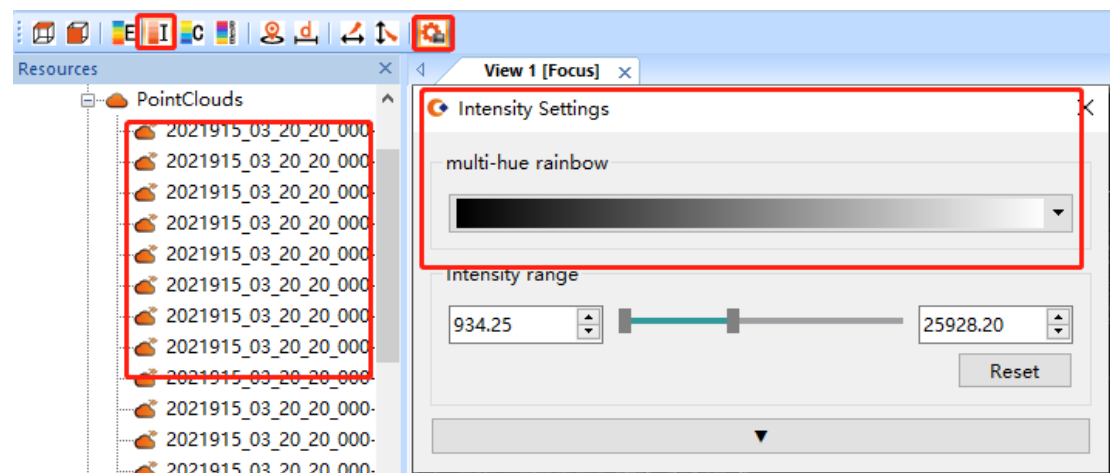 E I C d
Resources
View 1 [Focus]
PointClouds
Intensity Settings
2021915_03_20_20_000-
2021915_03_20_20_000-
multi-hue rainbow
2021915_03_20_20_000-
2021915_03_20_20_000-
2021915_03_20_20_000-
2021915_03_20_20_000-
Intensity range
2021915_03_20_20_000-
934.25
25928.20
2021915_03_20_20_000-
2021915_03_20_20_000-
Reset
2021915_03_20_20_000-
2021915_03_20_20_000-
2021915_03_20_20_000-